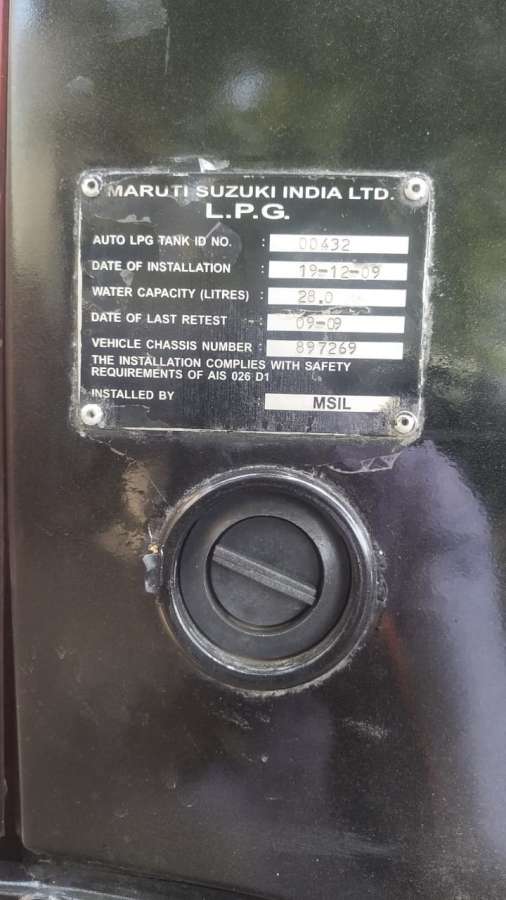 MARUTI SUZUKI INDIA LTD.
L.P.G.
AUTO LPG TANK ID NO. : 00432
DATE OF INSTALLATION : 19-12-09
WATER CAPACITY (LITRES) : 28.0
DATE OF LAST RETEST : 09-09
VEHICLE CHASSIS NUMBER : 897269
THE INSTALLATION COMPLIES WITH SAFETY
REQUIREMENTS OF AIS 026 D1
INSTALLED BY MSIL